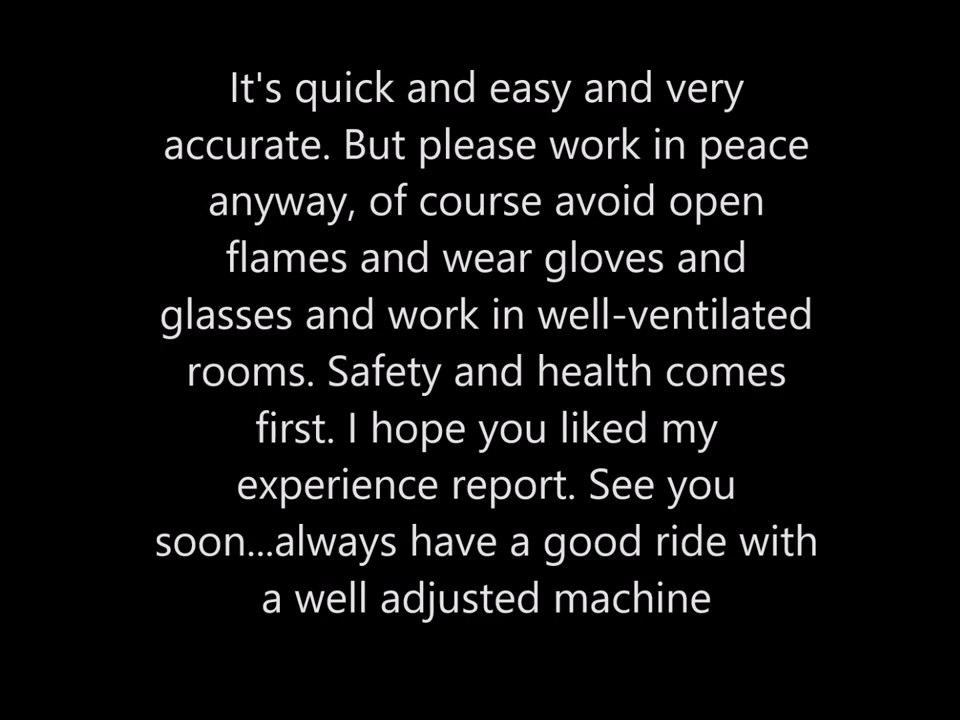 It's quick and easy and very
accurate. But please work in peace
anyway, of course avoid open
flames and wear gloves and
glasses and work in well-ventilated
rooms. Safety and health comes
first. I hope you liked my
experience report. See you
soon...always have a good ride with
a well adjusted machine